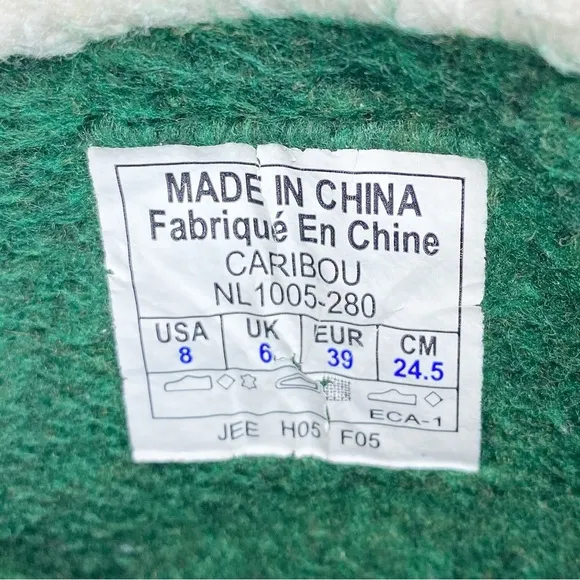 MADE IN CHINA
Fabriqué En Chine
CARIBOU
NL1005-280
USA UK EUR CM
8 6 39 24.5
ECA-1
JEE H05 F05